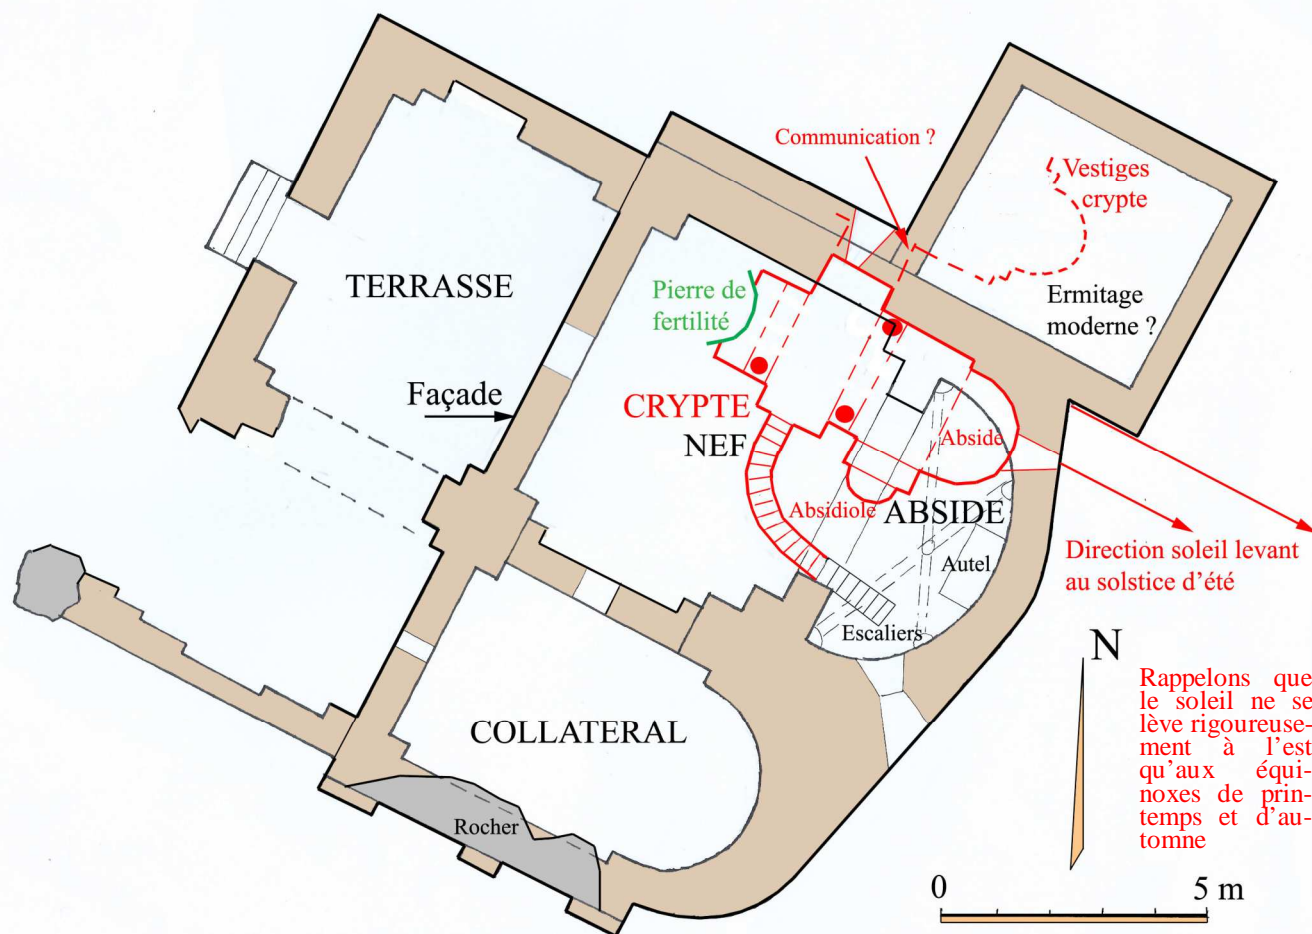 Communication ?
Vestiges
crypte
TERRASSE
Pierre de
fertilité
Ermitage
moderne ?
Façade
CRYPTE
NEF
Abside
Absidiole
ABSIDE
Autel
Direction soleil levant
au solstice d'été
Escaliers
N
Rappelons que
le soleil ne se
lève rigoureuse-
ment à l'est
qu'aux équi-
noxes de prin-
temps et d'au-
tomne
COLLATERAL
Rocher
0 5 m